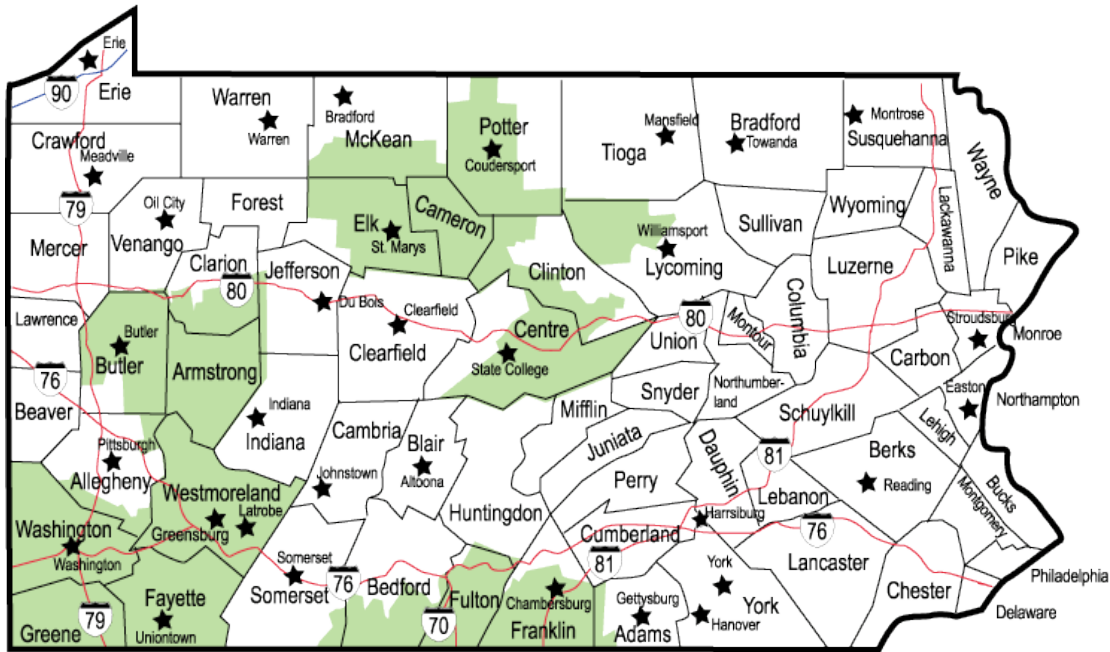 Erie
90
Erie
Warren
Warren
Bradford
McKean
Potter
Coudersport
Tioga
Mansfield
Bradford
Towanda
Montrose
Susquehanna
Wayne
Crawford
Meadville
79
Mercer
Oil City
Venango
Forest
Elk
St. Marys
Cameron
Clinton
Williamsport
Lycoming
Sullivan
Wyoming
Lackawanna
Pike
Clarion
80
Jefferson
Du Bois
Clearfield
Clearfield
Centre
State College
Union
80
Montour
Columbia
Luzerne
Stroudsburg
Monroe
Carbon
Lawrence
Butler
Butler
Armstrong
76
Beaver
Indiana
Indiana
Snyder
Northumber-
land
Mifflin
Juniata
Schuylkill
Easton
Northampton
Lehigh
Pittsburgh
Allegheny
Cambria
Johnstown
Blair
Altoona
Huntingdon
Perry
Dauphin
81
Berks
Reading
Lebanon
Bucks
Montgomery
Westmoreland
Latrobe
Greensburg
Washington
Washington
Somerset
Somerset
76
Bedford
Fulton
70
Cumberland
Harrsiburg
81
Chambersburg
Franklin
76
Lancaster
Chester
Philadelphia
Delaware
Greene
79
Fayette
Uniontown
Gettysburg
Adams
York
York
Hanover